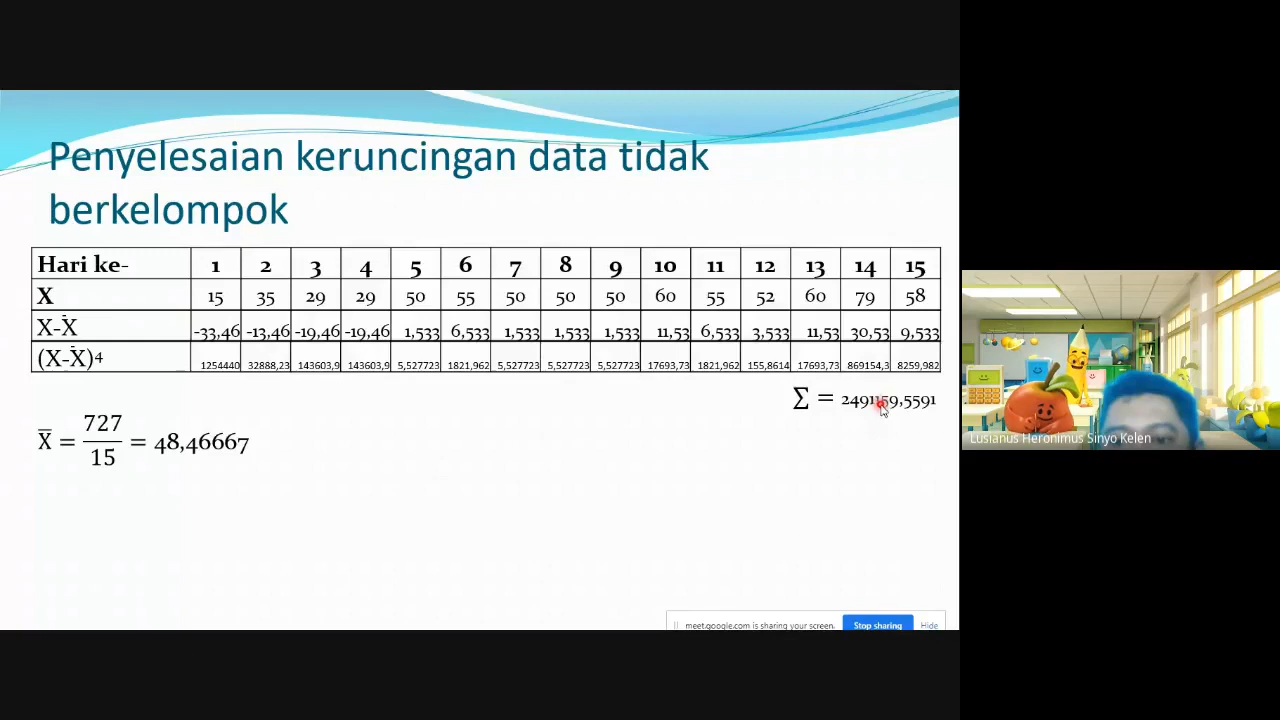 Penyelesaian keruncingan data tidak
berkelompok
Hari ke- 1 2 3 4 5 6 7 8 9 10 11 12 13 14 15
X 15 35 29 29 50 55 50 50 50 60 55 52 60 79 58
X-X̄ -33,46 -13,46 -19,46 -19,46 1,533 6,533 1,533 1,533 1,533 11,53 6,533 3,533 11,53 30,53 9,533
(X-X̄)⁴ 1254440 32888,23 143603,9 143603,9 5,527723 1821,962 5,527723 5,527723 5,527723 17693,73 1821,962 155,8614 17693,73 869154,3 8259,982
∑ = 2491159,5591
X̄ = 727/15 = 48,46667
Lusianus Heronimus Sinyo Kelen
meet.google.com is sharing your screen. Stop sharing Hide